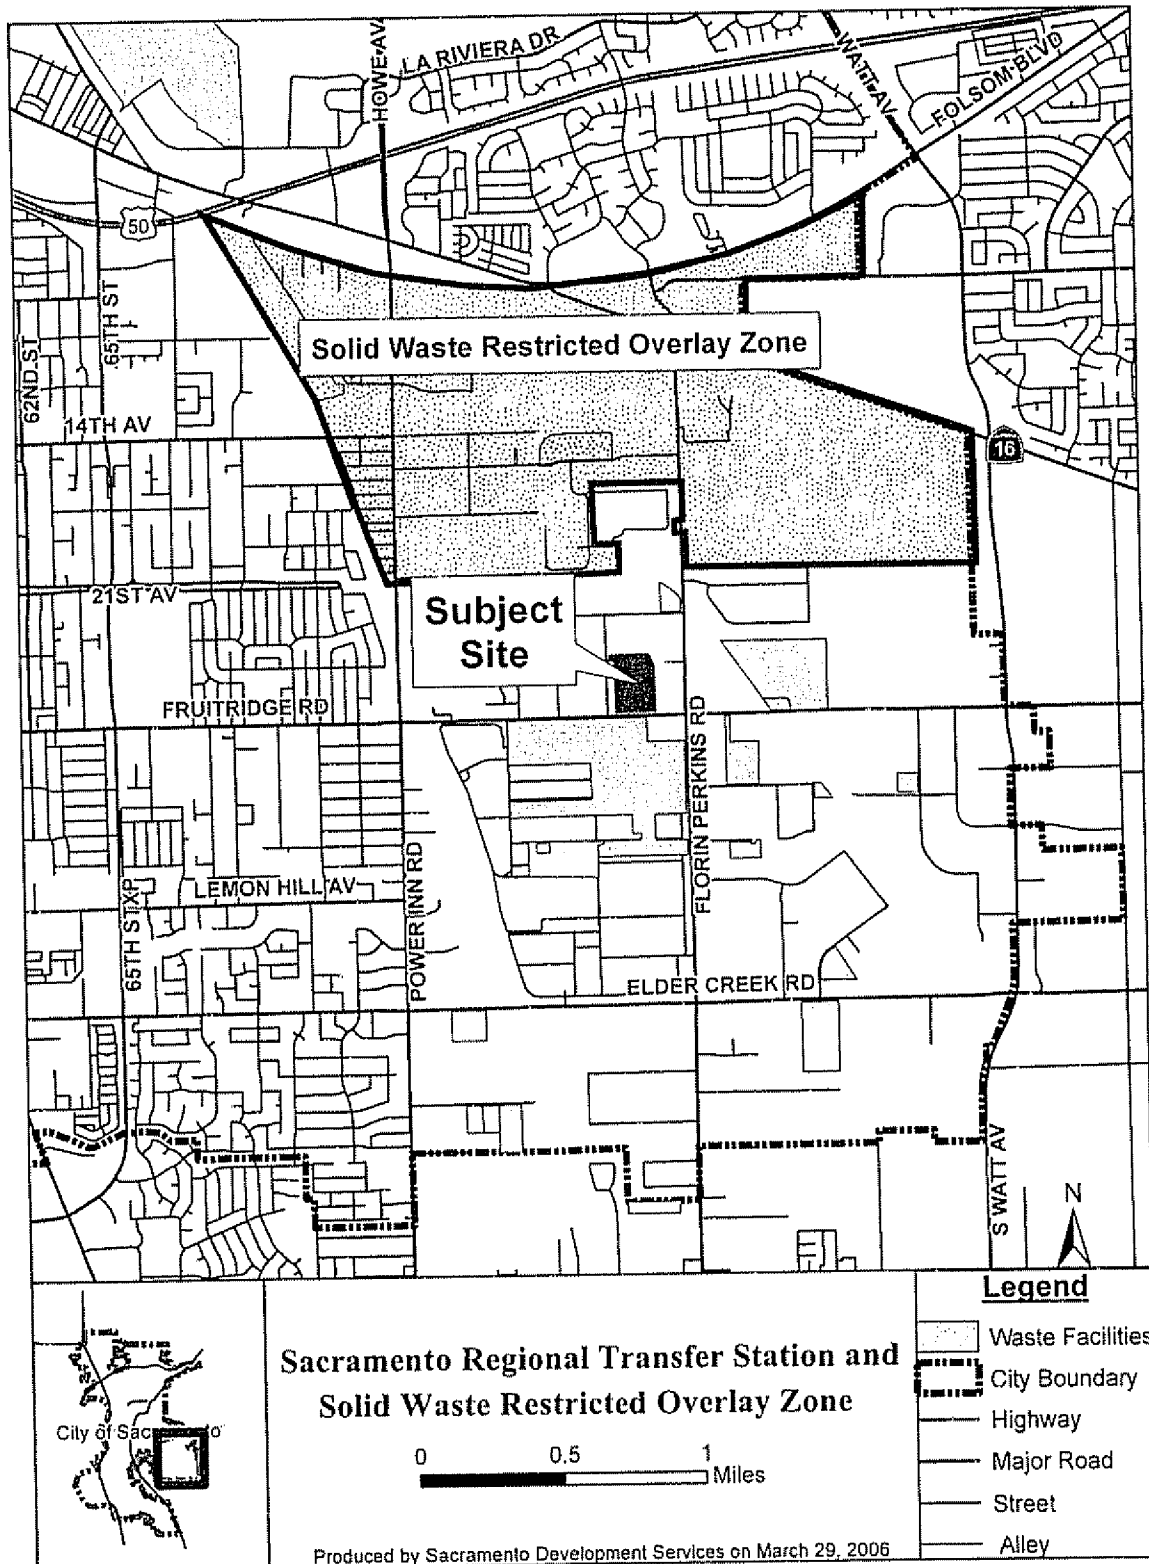 LA RIVIERA DR
HOWE AV
WATT AV
FOLSOM BLVD
50
65TH ST
62ND ST
Solid Waste Restricted Overlay Zone
14TH AV
16
21ST AV
Subject
Site
FRUITRIDGE RD
FLORIN PERKINS RD
POWER INN RD
LEMON HILL AV
65TH STXP
ELDER CREEK RD
S WATT AV
N
Legend
Waste Facilities
City Boundary
Highway
Major Road
Street
Alley
Sacramento Regional Transfer Station and
Solid Waste Restricted Overlay Zone
0 0.5 1
Miles
City of Sacramento
Produced by Sacramento Development Services on March 29, 2006